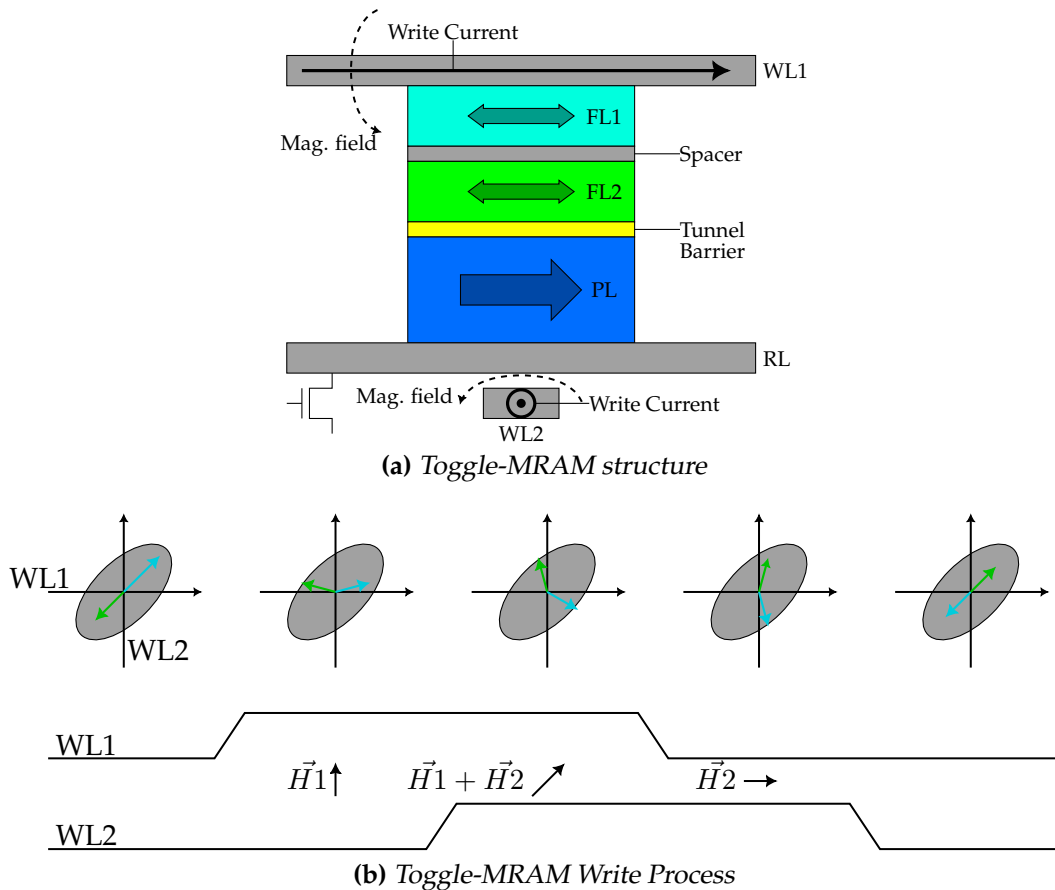 Write Current
WL1
FL1
Mag. field
Spacer
FL2
Tunnel
Barrier
PL
RL
Mag. field
Write Current
WL2
(a) Toggle-MRAM structure
WL1
WL2
WL1
H⃗1
H⃗1 + H⃗2
H⃗2
WL2
(b) Toggle-MRAM Write Process